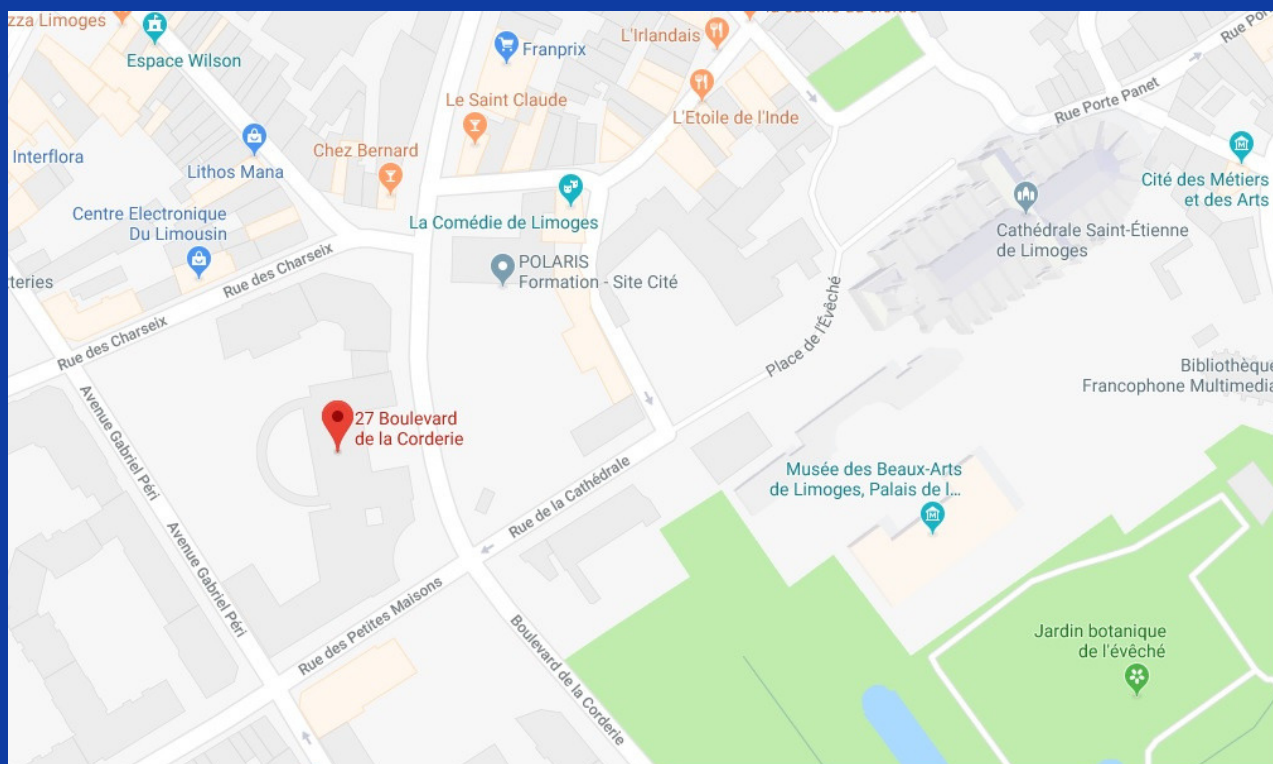 zza Limoges
Espace Wilson
Franprix
L'Irlandais
Le Saint Claude
L'Etoile de l'Inde
Rue Porte Panet
Interflora
Lithos Mana
Chez Bernard
Cité des Métiers
et des Arts
Centre Electronique
Du Limousin
La Comédie de Limoges
Cathédrale Saint-Étienne
de Limoges
POLARIS
Formation - Site Cité
Rue des Charseix
Rue des Charseix
Place de l'Évêché
Bibliothèque
Francophone Multimedia
Avenue Gabriel Péri
27 Boulevard
de la Corderie
Musée des Beaux-Arts
de Limoges, Palais de l...
Rue de la Cathédrale
Avenue Gabriel Péri
Rue des Petites Maisons
Boulevard de la Corderie
Jardin botanique
de l'évêché